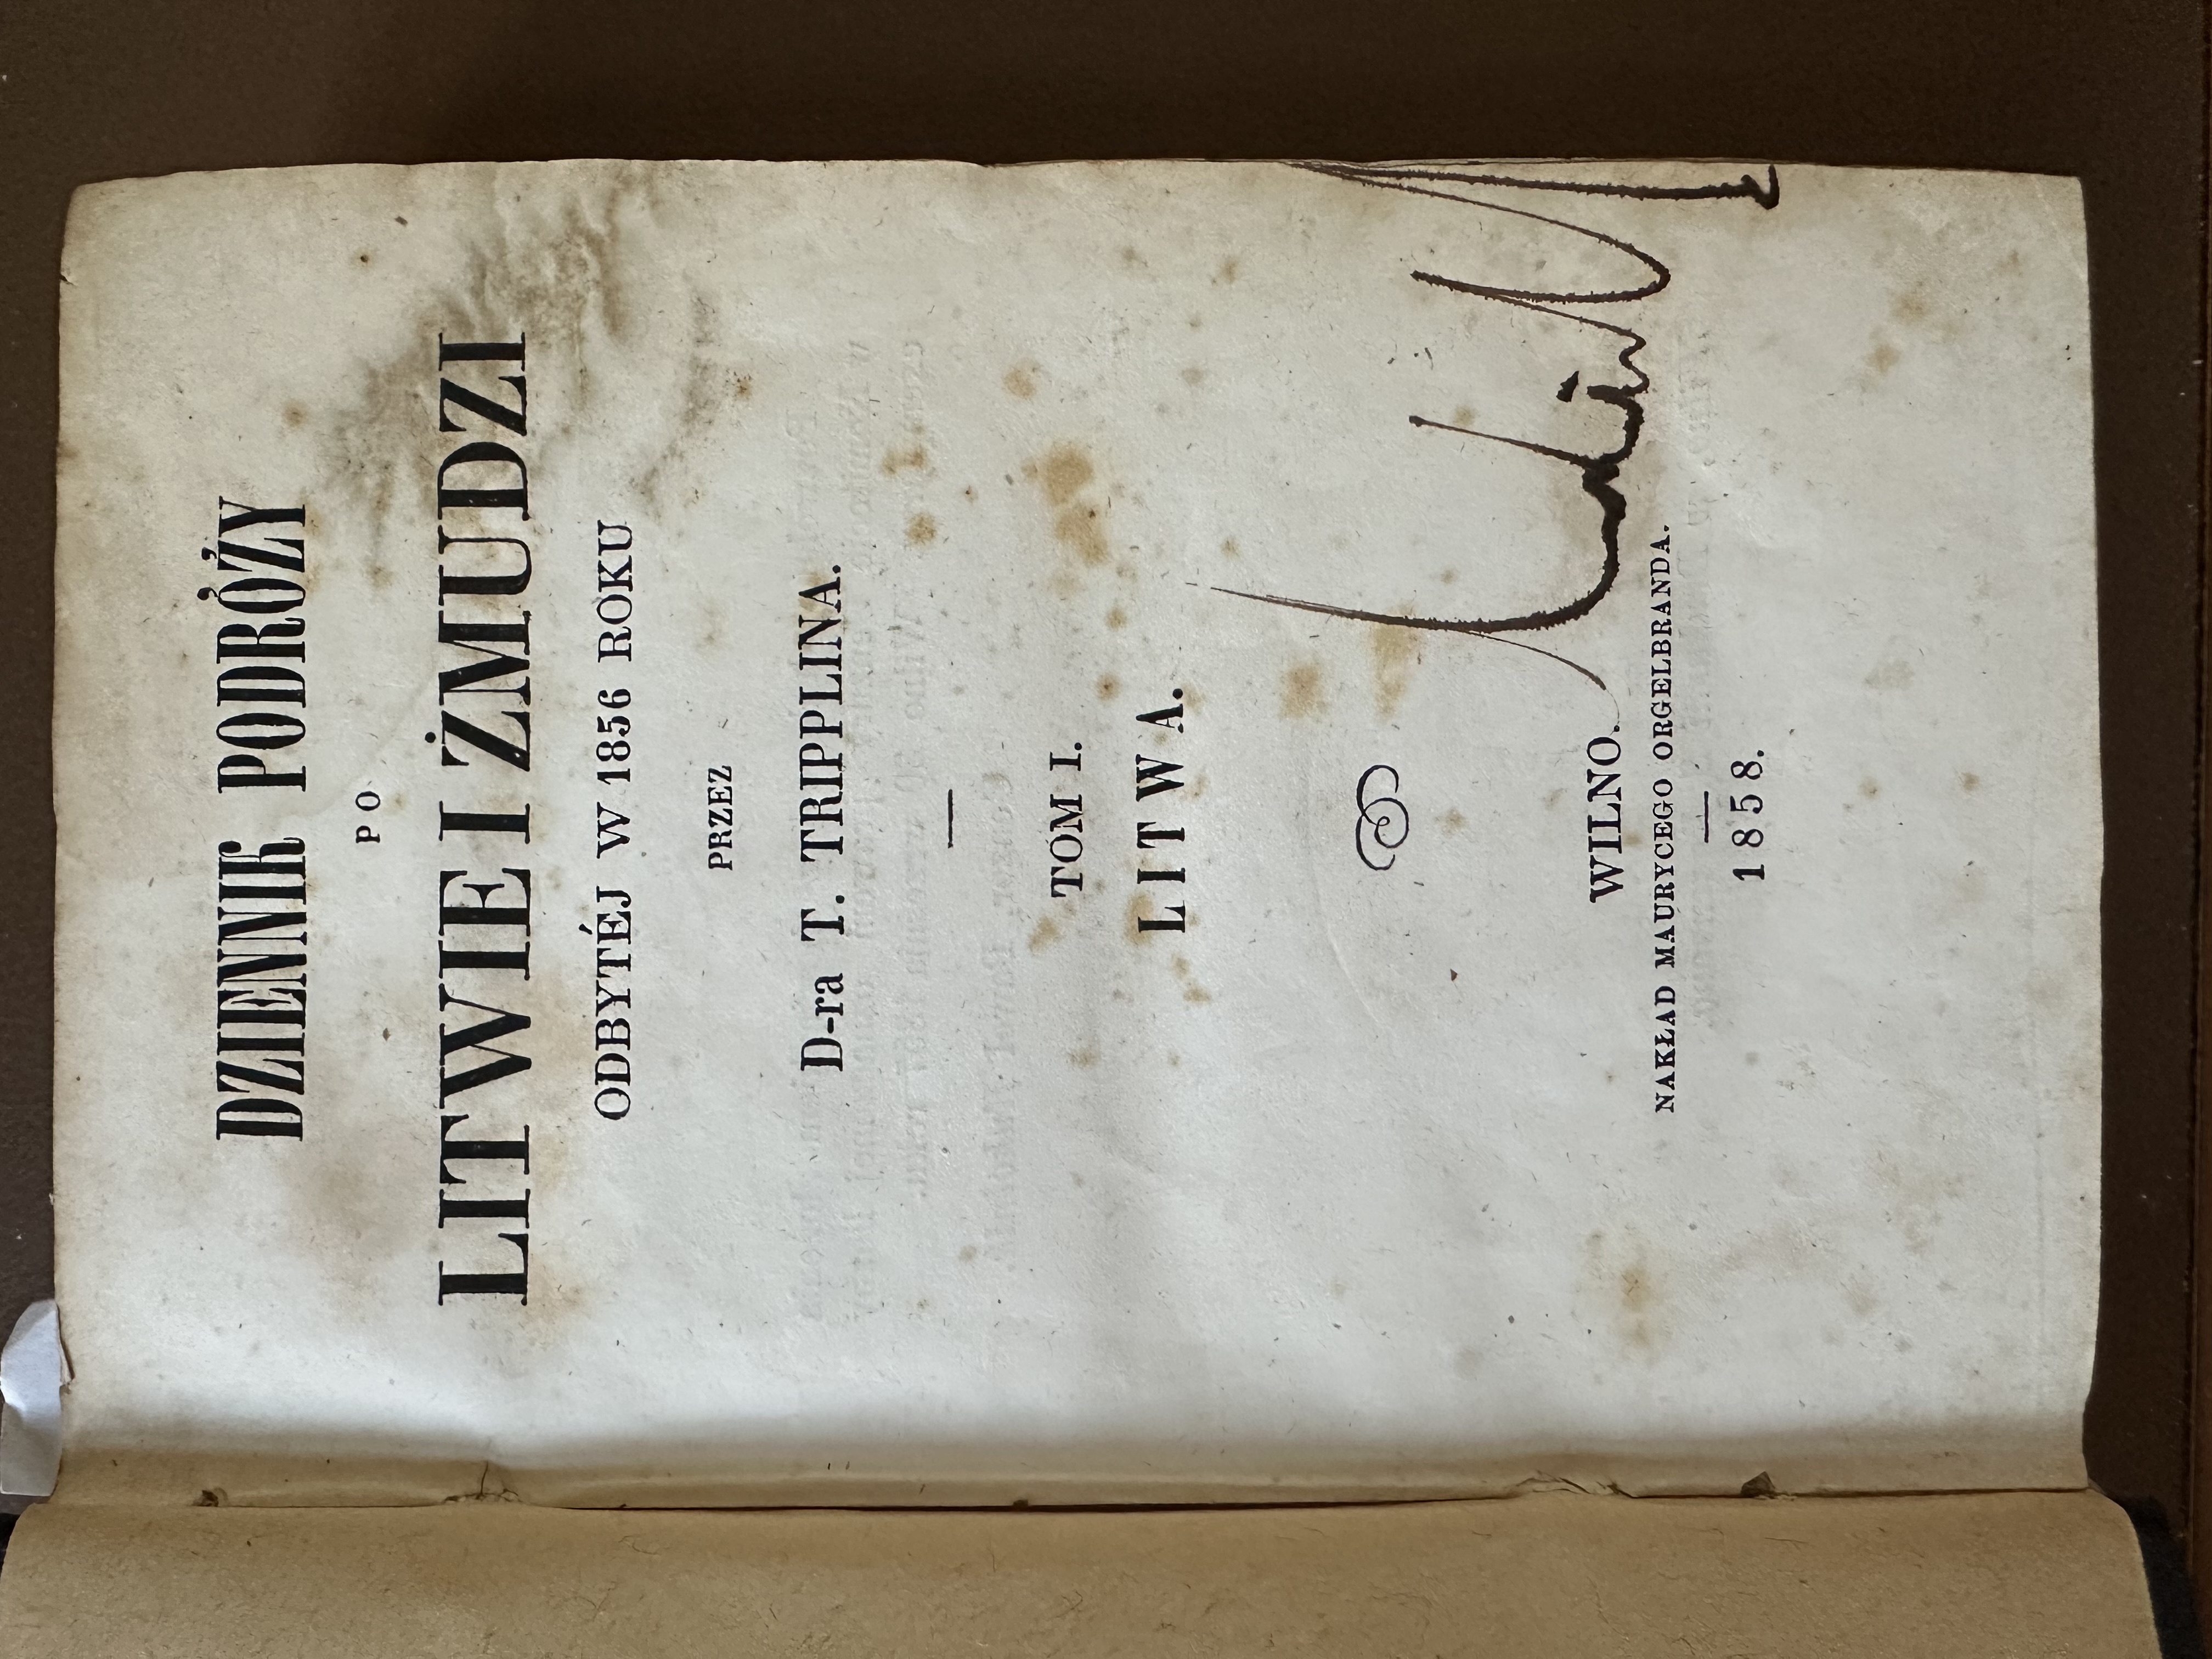 DZIENNIK PODRÓŻY
PO
LITWIE I ŻMUDZI
ODBYTÉJ W 1856 ROKU
PRZEZ
D-ra T. TRIPPLINA.
TOM I.
LITWA.
WILNO.
NAKŁAD MAURYCEGO ORGELBRANDA.
1858.